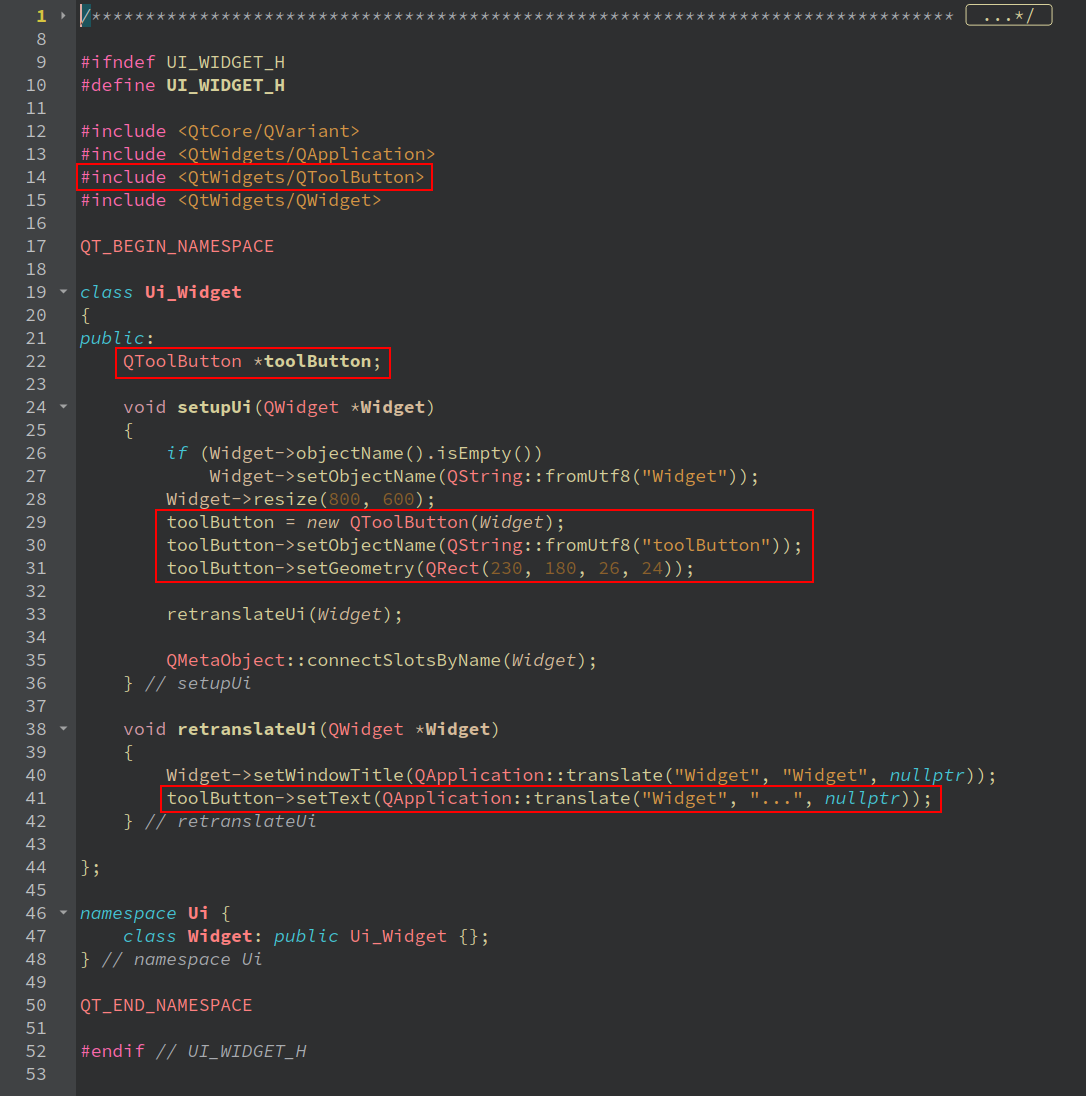 1 /******************************************************************************** ...*/
8
9 #ifndef UI_WIDGET_H
10 #define UI_WIDGET_H
11
12 #include <QtCore/QVariant>
13 #include <QtWidgets/QApplication>
14 #include <QtWidgets/QToolButton>
15 #include <QtWidgets/QWidget>
16
17 QT_BEGIN_NAMESPACE
18
19 class Ui_Widget
20 {
21 public:
22     QToolButton *toolButton;
23
24     void setupUi(QWidget *Widget)
25     {
26         if (Widget->objectName().isEmpty())
27             Widget->setObjectName(QString::fromUtf8("Widget"));
28         Widget->resize(800, 600);
29         toolButton = new QToolButton(Widget);
30         toolButton->setObjectName(QString::fromUtf8("toolButton"));
31         toolButton->setGeometry(QRect(230, 180, 26, 24));
32
33         retranslateUi(Widget);
34
35         QMetaObject::connectSlotsByName(Widget);
36     } // setupUi
37
38     void retranslateUi(QWidget *Widget)
39     {
40         Widget->setWindowTitle(QApplication::translate("Widget", "Widget", nullptr));
41         toolButton->setText(QApplication::translate("Widget", "...", nullptr));
42     } // retranslateUi
43
44 };
45
46 namespace Ui {
47     class Widget: public Ui_Widget {};
48 } // namespace Ui
49
50 QT_END_NAMESPACE
51
52 #endif // UI_WIDGET_H
53